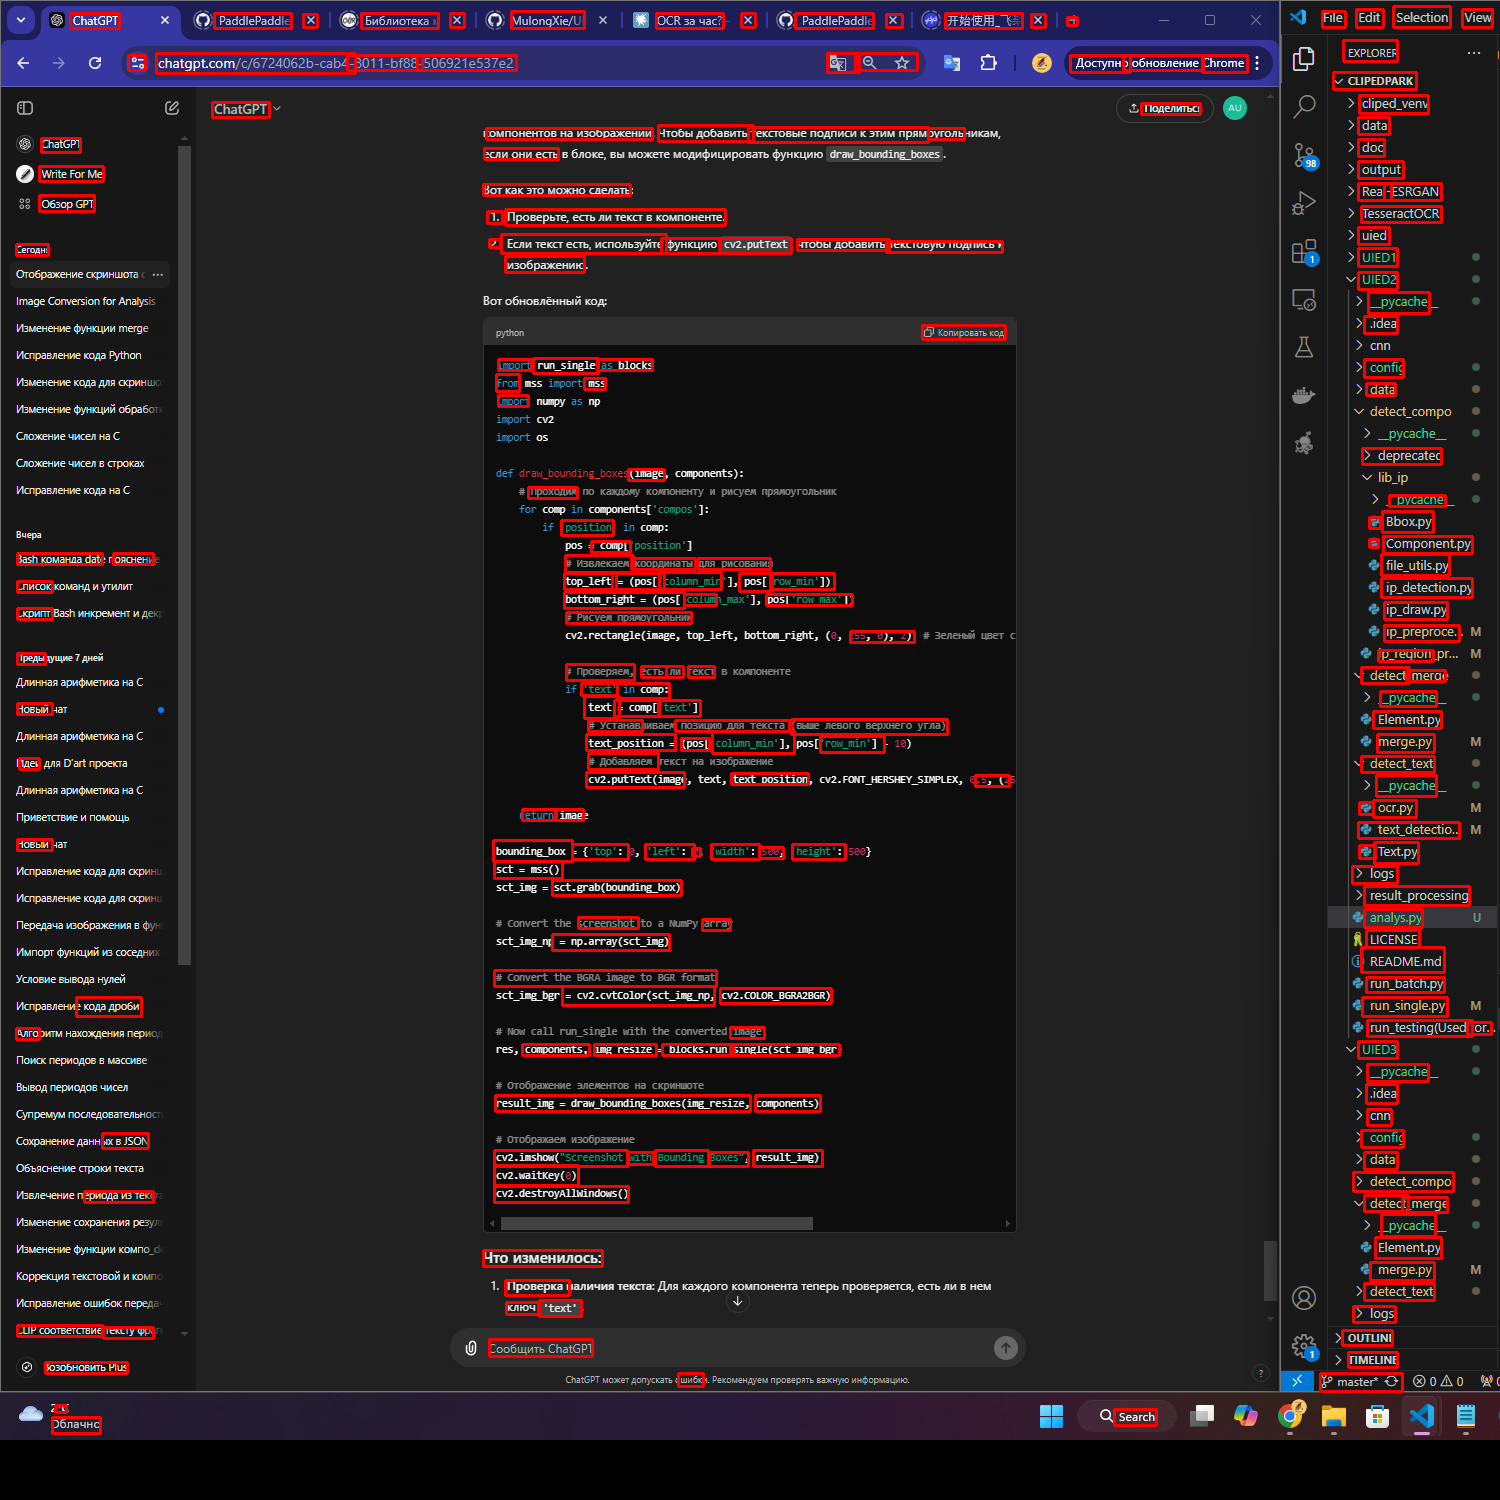 ChatGPT
PaddlePaddle
Библиотека м
MulongXie/U
OCR за час?
PaddlePaddle
开始使用_飞
File Edit Selection View
chatgpt.com/c/6724062b-cab4-8011-bf88-506921e537e2
Доступно обновление Chrome
ChatGPT
Поделиться
AU
ChatGPT
Write For Me
Обзор GPT
Сегодня
Отображение скриншота с
Image Conversion for Analysis
Изменение функции merge
Исправление кода Python
Изменение кода для скриншо
Изменение функций обработк
Сложение чисел на C
Сложение чисел в строках
Исправление кода на C
Вчера
Bash команда date пояснение
Список команд и утилит
Скрипт Bash инкремент и декр
Предыдущие 7 дней
Длинная арифметика на C
Новый чат
Длинная арифметика на C
Идеи для D'art проекта
Длинная арифметика на C
Приветствие и помощь
Новый чат
Исправление кода для скринш
Исправление кода для скринш
Передача изображения в фун
Импорт функций из соседних
Условие вывода нулей
Исправление кода дроби
Алгоритм нахождения период
Поиск периодов в массиве
Вывод периодов чисел
Супремум последовательност
Сохранение данных в JSON
Объяснение строки текста
Извлечение периода из текста
Изменение сохранения резул
Изменение функции компо_de
Коррекция текстовой и компо
Исправление ошибок передач
CLIP соответствие тексту фраг
Возобновить Plus
компонентов на изображении. Чтобы добавить текстовые подписи к этим прямоугольникам,
если они есть в блоке, вы можете модифицировать функцию draw_bounding_boxes.
Вот как это можно сделать:
1. Проверьте, есть ли текст в компоненте.
2. Если текст есть, используйте функцию cv2.putText чтобы добавить текстовую подпись к
изображению.
Вот обновлённый код:
python
Копировать код
import run_single as blocks
from mss import mss
import numpy as np
import cv2
import os
def draw_bounding_boxes(image, components):
# Проходим по каждому компоненту и рисуем прямоугольник
for comp in components['compos']:
if 'position' in comp:
pos = comp['position']
# Извлекаем координаты для рисования
top_left = (pos['column_min'], pos['row_min'])
bottom_right = (pos['column_max'], pos['row_max'])
# Рисуем прямоугольник
cv2.rectangle(image, top_left, bottom_right, (0, 255, 0), 2) # Зеленый цвет с
# Проверяем, есть ли текст в компоненте
if 'text' in comp:
text = comp['text']
# Устанавливаем позицию для текста (выше левого верхнего угла)
text_position = (pos['column_min'], pos['row_min'] - 10)
# Добавляем текст на изображение
cv2.putText(image, text, text_position, cv2.FONT_HERSHEY_SIMPLEX, 0.5, (25
return image
bounding_box = {'top': 0, 'left': 0, 'width': 500, 'height': 500}
sct = mss()
sct_img = sct.grab(bounding_box)
# Convert the screenshot to a NumPy array
sct_img_np = np.array(sct_img)
# Convert the BGRA image to BGR format
sct_img_bgr = cv2.cvtColor(sct_img_np, cv2.COLOR_BGRA2BGR)
# Now call run_single with the converted image
res, components, img_resize = blocks.run_single(sct_img_bgr
# Отображение элементов на скриншоте
result_img = draw_bounding_boxes(img_resize, components)
# Отображаем изображение
cv2.imshow("Screenshot with Bounding Boxes", result_img)
cv2.waitKey(0)
cv2.destroyAllWindows()
Что изменилось:
1. Проверка наличия текста: Для каждого компонента теперь проверяется, есть ли в нем
ключ 'text'
Сообщить ChatGPT
ChatGPT может допускать ошибки. Рекомендуем проверять важную информацию.
?
EXPLORER
CLIPEDPARK
cliped_venv
data
doc
output
Real-ESRGAN
TesseractOCR
uied
UIED1
UIED2
__pycache__
.idea
cnn
config
data
detect_compo
__pycache__
deprecated
lib_ip
__pycache__
Bbox.py
Component.py
file_utils.py
ip_detection.py
ip_draw.py
ip_preproce... M
ip_region_pr... M
detect_merge
__pycache__
Element.py
merge.py M
detect_text
__pycache__
ocr.py M
text_detectio... M
Text.py
logs
result_processing
analys.py U
LICENSE
README.md
run_batch.py
run_single.py M
run_testing(Used for...
UIED3
__pycache__
.idea
cnn
config
data
detect_compo
detect_merge
__pycache__
Element.py
merge.py M
detect_text
logs
OUTLINE
TIMELINE
98
1
1
master* 0 0 0
Облачно
Search